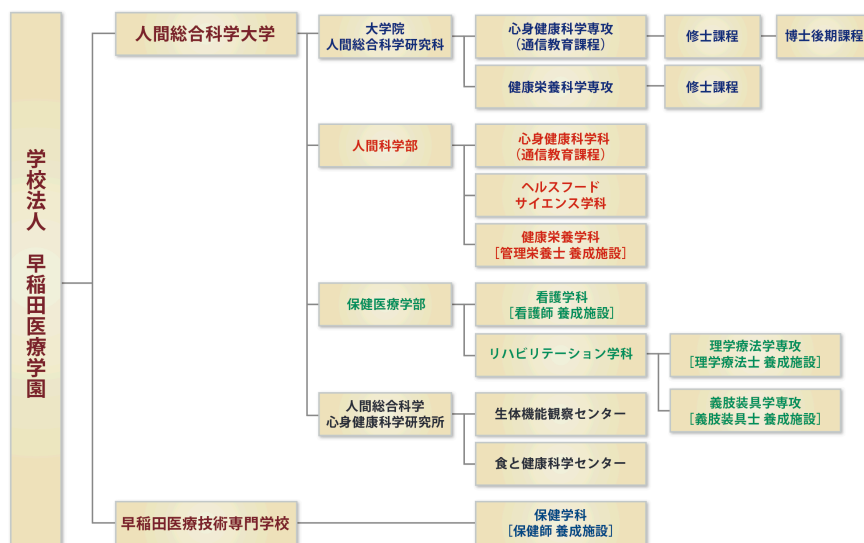 学校法人 早稲田医療学園
人間総合科学大学
大学院
人間総合科学研究科
心身健康科学専攻
(通信教育課程)
修士課程
博士後期課程
健康栄養科学専攻
修士課程
人間科学部
心身健康科学科
(通信教育課程)
ヘルスフード
サイエンス学科
健康栄養学科
[管理栄養士 養成施設]
保健医療学部
看護学科
[看護師 養成施設]
リハビリテーション学科
理学療法学専攻
[理学療法士 養成施設]
義肢装具学専攻
[義肢装具士 養成施設]
人間総合科学
心身健康科学研究所
生体機能観察センター
食と健康科学センター
早稲田医療技術専門学校
保健学科
[保健師 養成施設]